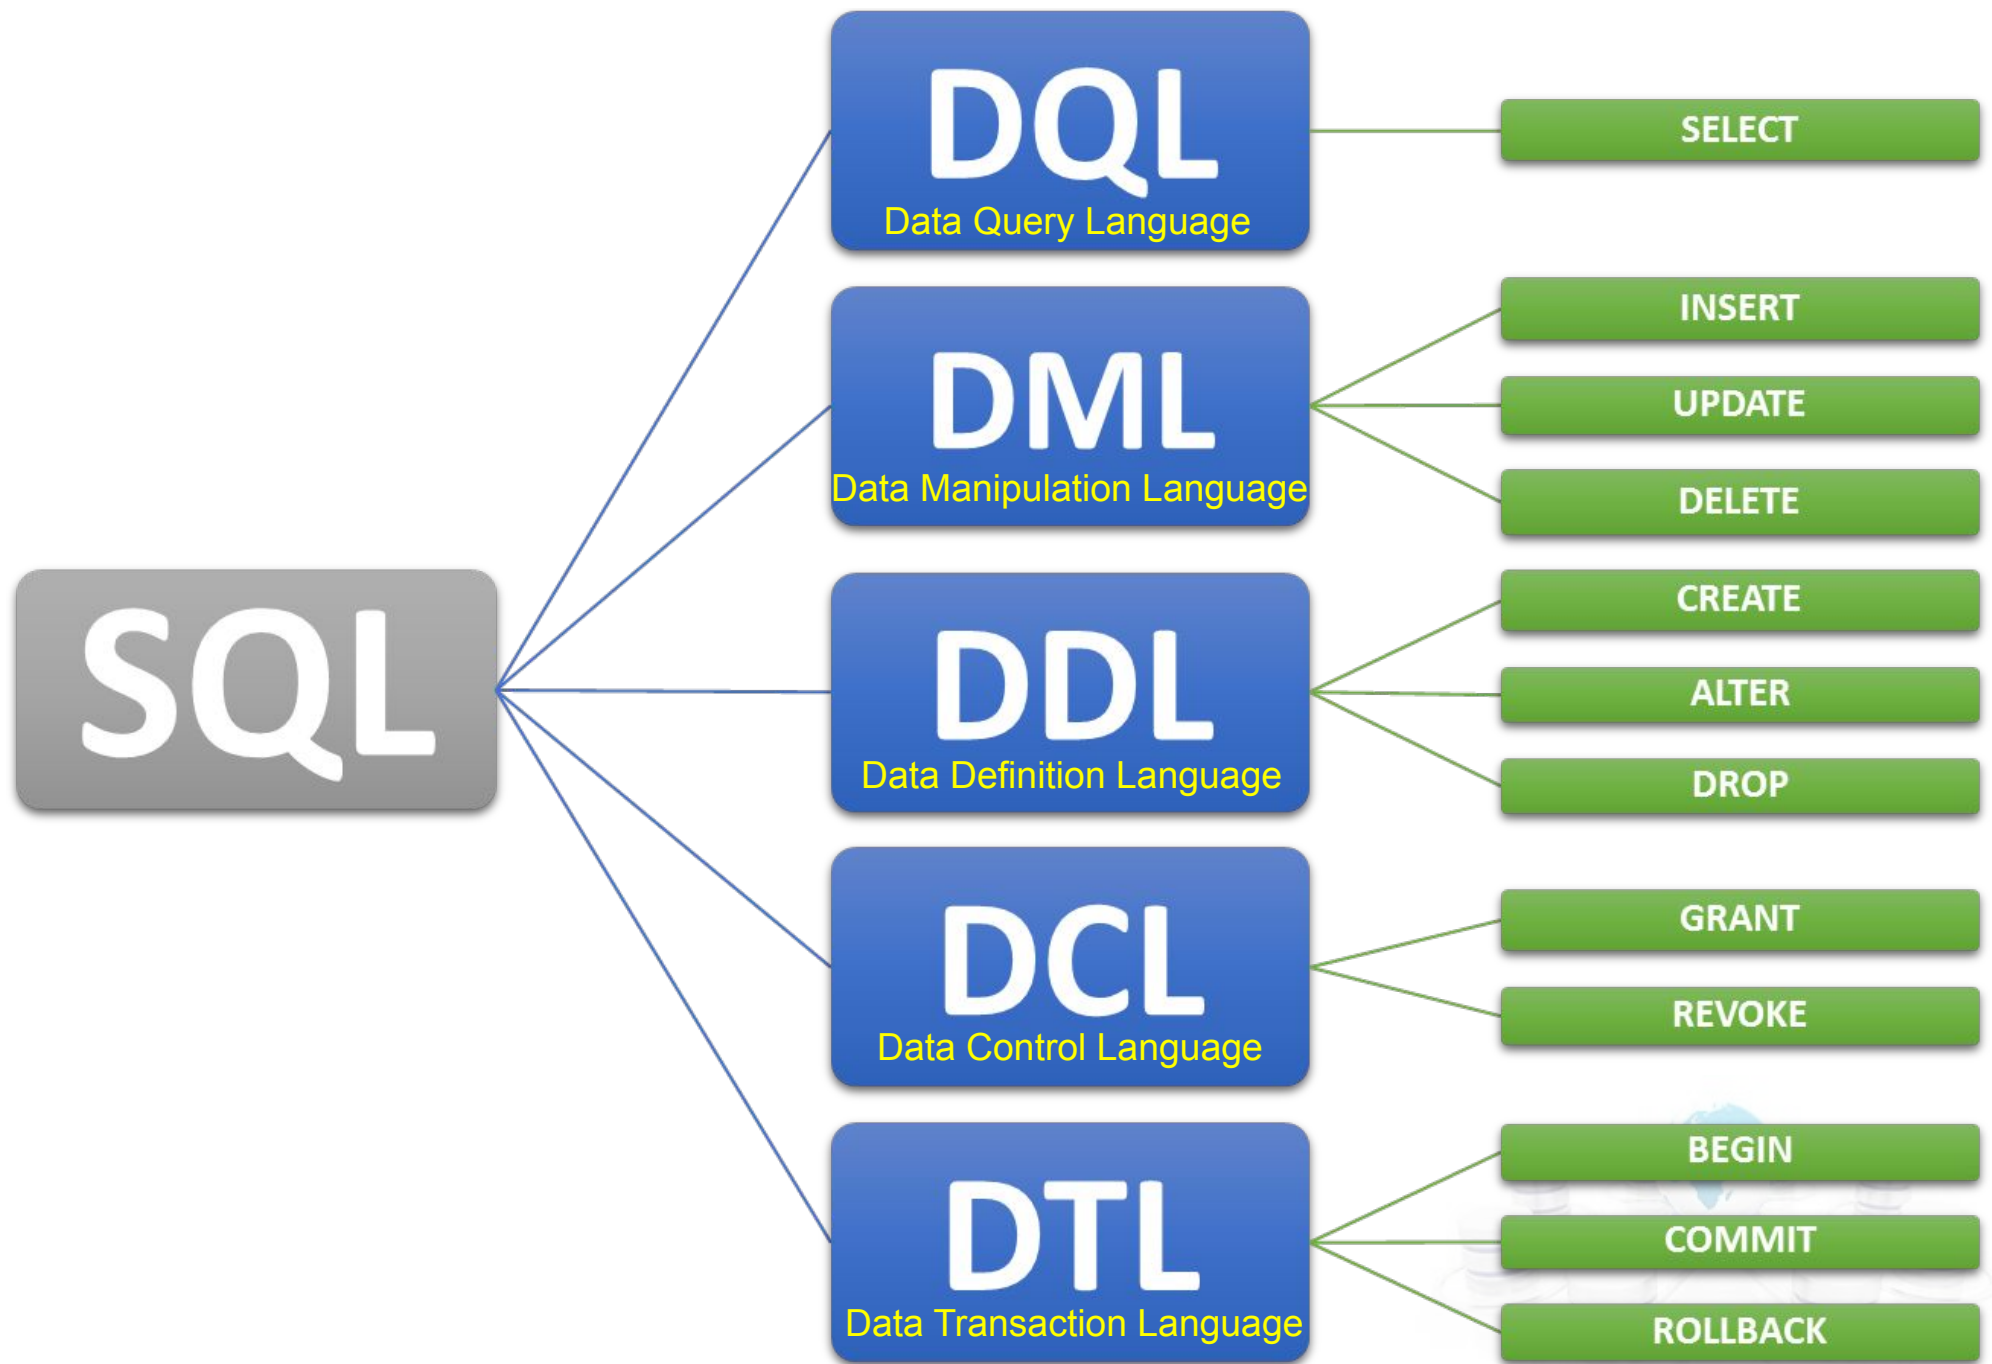 SQL
DQL
Data Query Language
SELECT
DML
Data Manipulation Language
INSERT
UPDATE
DELETE
DDL
Data Definition Language
CREATE
ALTER
DROP
DCL
Data Control Language
GRANT
REVOKE
DTL
Data Transaction Language
BEGIN
COMMIT
ROLLBACK